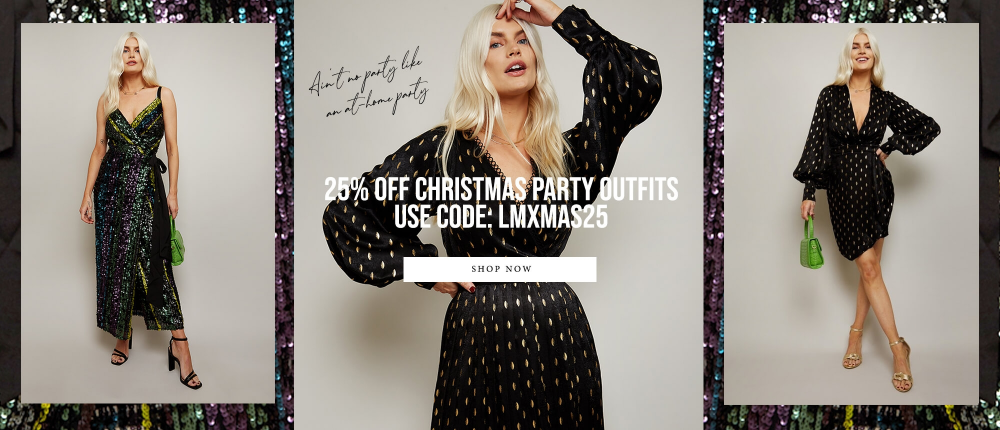 Ain't no party like
an at-home party
25% OFF CHRISTMAS PARTY OUTFITS
USE CODE: LMXMAS25
SHOP NOW